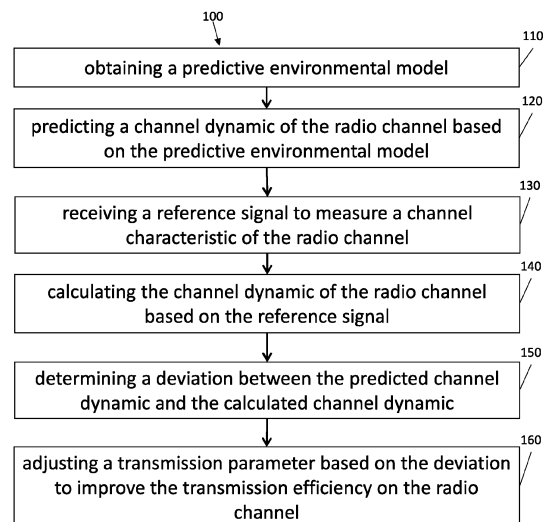 100
110
obtaining a predictive environmental model
120
predicting a channel dynamic of the radio channel based
on the predictive environmental model
130
receiving a reference signal to measure a channel
characteristic of the radio channel
140
calculating the channel dynamic of the radio channel
based on the reference signal
150
determining a deviation between the predicted channel
dynamic and the calculated channel dynamic
160
adjusting a transmission parameter based on the deviation
to improve the transmission efficiency on the radio
channel